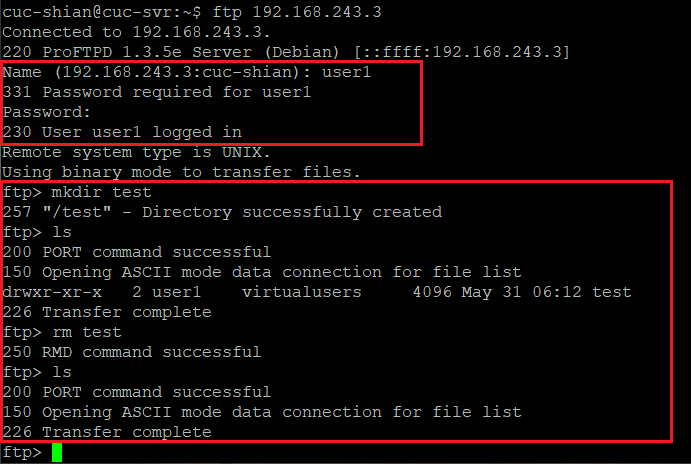 cuc-shian@cuc-svr:~$ ftp 192.168.243.3
Connected to 192.168.243.3.
220 ProFTPD 1.3.5e Server (Debian) [::ffff:192.168.243.3]
Name (192.168.243.3:cuc-shian): user1
331 Password required for user1
Password:
230 User user1 logged in
Remote system type is UNIX.
Using binary mode to transfer files.
ftp> mkdir test
257 "/test" - Directory successfully created
ftp> ls
200 PORT command successful
150 Opening ASCII mode data connection for file list
drwxr-xr-x   2 user1    virtualusers     4096 May 31 06:12 test
226 Transfer complete
ftp> rm test
250 RMD command successful
ftp> ls
200 PORT command successful
150 Opening ASCII mode data connection for file list
226 Transfer complete
ftp>